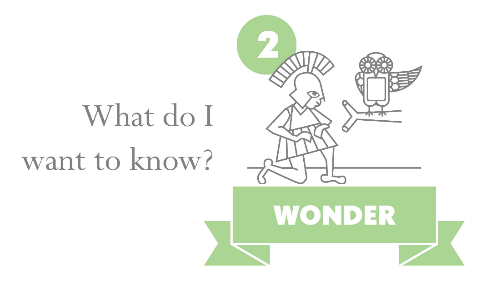 2
What do I
want to know?
WONDER